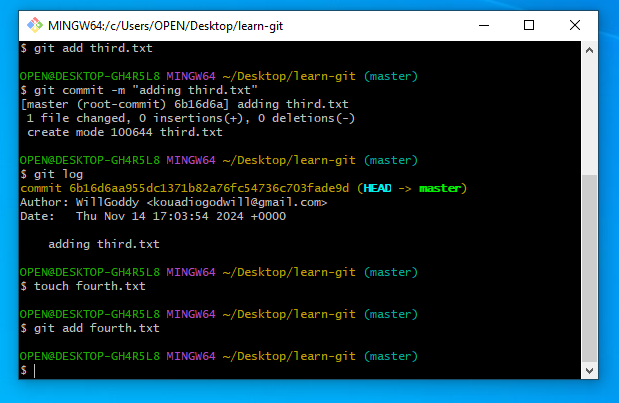 MINGW64:/c/Users/OPEN/Desktop/learn-git
$ git add third.txt
OPEN@DESKTOP-GH4R5L8 MINGW64 ~/Desktop/learn-git (master)
$ git commit -m "adding third.txt"
[master (root-commit) 6b16d6a] adding third.txt
 1 file changed, 0 insertions(+), 0 deletions(-)
 create mode 100644 third.txt
OPEN@DESKTOP-GH4R5L8 MINGW64 ~/Desktop/learn-git (master)
$ git log
commit 6b16d6aa955dc1371b82a76fc54736c703fade9d (HEAD -> master)
Author: WillGoddy <kouadiogodwill@gmail.com>
Date:   Thu Nov 14 17:03:54 2024 +0000
    adding third.txt
OPEN@DESKTOP-GH4R5L8 MINGW64 ~/Desktop/learn-git (master)
$ touch fourth.txt
OPEN@DESKTOP-GH4R5L8 MINGW64 ~/Desktop/learn-git (master)
$ git add fourth.txt
OPEN@DESKTOP-GH4R5L8 MINGW64 ~/Desktop/learn-git (master)
$